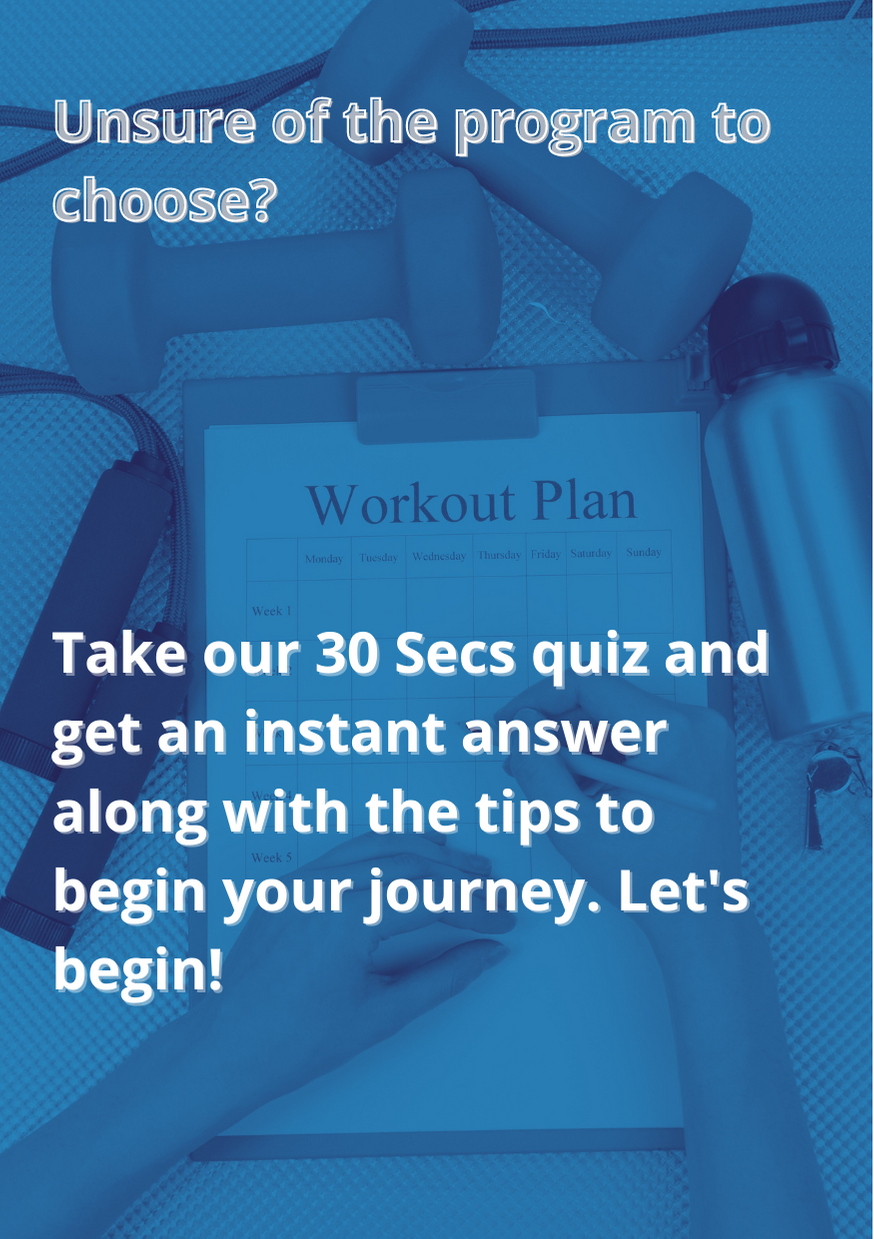 Unsure of the program to
choose?
Workout Plan
Monday Tuesday Wednesday Thursday Friday Saturday Sunday
Week 1
Take our 30 Secs quiz and
get an instant answer
along with the tips to
Week 5
begin your journey. Let's
begin!